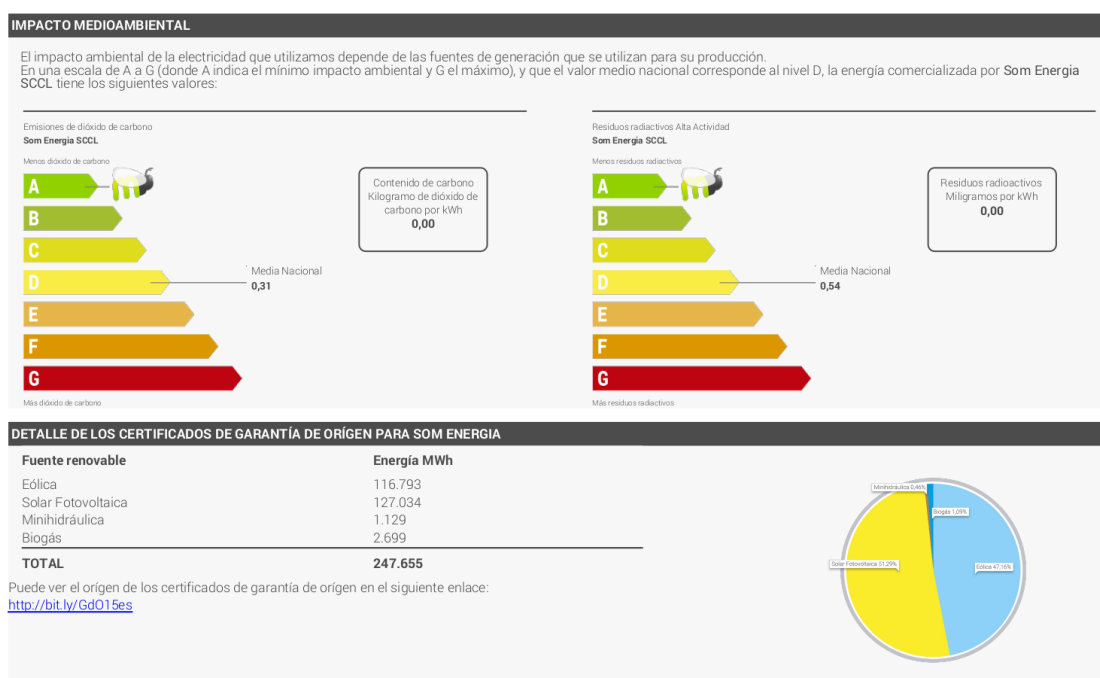 IMPACTO MEDIOAMBIENTAL
El impacto ambiental de la electricidad que utilizamos depende de las fuentes de generación que se utilizan para su producción.
En una escala de A a G (donde A indica el mínimo impacto ambiental y G el máximo), y que el valor medio nacional corresponde al nivel D, la energía comercializada por Som Energia
SCCL tiene los siguientes valores:
Emisiones de dióxido de carbono
Som Energia SCCL
Menos dióxido de carbono
A
B
C
D
E
F
G
Más dióxido de carbono
Contenido de carbono
Kilogramo de dióxido de
carbono por kWh
0,00
Media Nacional
0,31
Residuos radiactivos Alta Actividad
Som Energia SCCL
Menos residuos radiactivos
A
B
C
D
E
F
G
Más residuos radiactivos
Residuos radioactivos
Miligramos por kWh
0,00
Media Nacional
0,54
DETALLE DE LOS CERTIFICADOS DE GARANTÍA DE ORÍGEN PARA SOM ENERGIA
Fuente renovable Energía MWh
Eólica 116.793
Solar Fotovoltaica 127.034
Minihidráulica 1.129
Biogás 2.699
TOTAL 247.655
Puede ver el orígen de los certificados de garantía de orígen en el siguiente enlace:
http://bit.ly/GdO15es
Minihidráulica 0,46%
Biogás 1,09%
Solar Fotovoltaica 51,29%
Eólica 47,16%